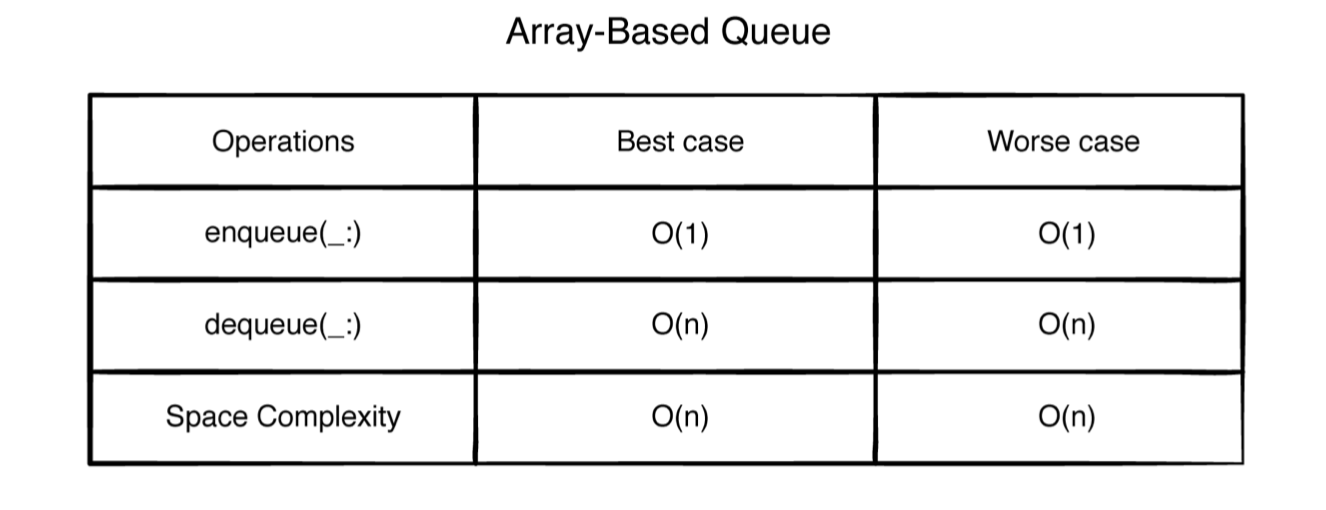 Array-Based Queue
Operations Best case Worse case
enqueue(_:) O(1) O(1)
dequeue(_:) O(n) O(n)
Space Complexity O(n) O(n)